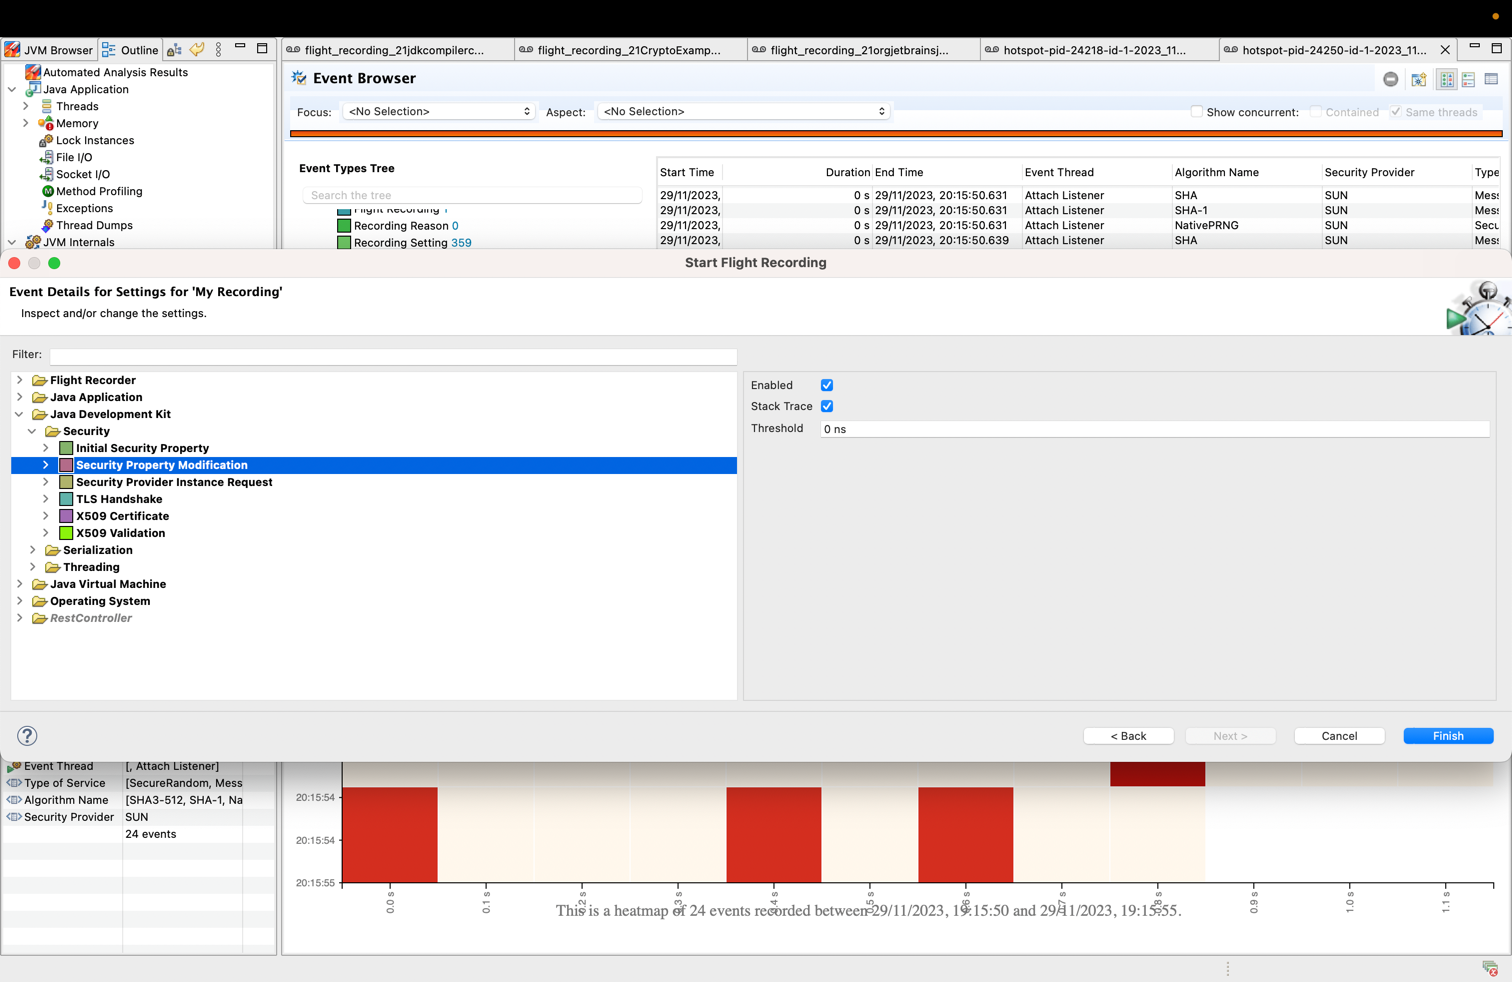 JVM Browser Outline
flight_recording_21jdkcompilerc... flight_recording_21CryptoExamp... flight_recording_21orgjetbrainsj... hotspot-pid-24218-id-1-2023_11... hotspot-pid-24250-id-1-2023_11...
Automated Analysis Results
Java Application
Threads
Memory
Lock Instances
File I/O
Socket I/O
Method Profiling
Exceptions
Thread Dumps
JVM Internals
Event Browser
Focus: <No Selection> Aspect: <No Selection> Show concurrent: Contained Same threads
Event Types Tree
Search the tree
Flight Recording 1
Recording Reason 0
Recording Setting 359
Start Time Duration End Time Event Thread Algorithm Name Security Provider Type
29/11/2023, 0 s 29/11/2023, 20:15:50.631 Attach Listener SHA SUN Mess
29/11/2023, 0 s 29/11/2023, 20:15:50.631 Attach Listener SHA-1 SUN Mess
29/11/2023, 0 s 29/11/2023, 20:15:50.631 Attach Listener NativePRNG SUN Secu
29/11/2023, 0 s 29/11/2023, 20:15:50.639 Attach Listener SHA SUN Mess
Start Flight Recording
Event Details for Settings for 'My Recording'
Inspect and/or change the settings.
Filter:
Flight Recorder
Java Application
Java Development Kit
Security
Initial Security Property
Security Property Modification
Security Provider Instance Request
TLS Handshake
X509 Certificate
X509 Validation
Serialization
Threading
Java Virtual Machine
Operating System
RestController
Enabled
Stack Trace
Threshold 0 ns
? < Back Next > Cancel Finish
Event Thread [, Attach Listener]
Type of Service [SecureRandom, Mess
Algorithm Name [SHA3-512, SHA-1, Na
Security Provider SUN
24 events
20:15:54
20:15:54
20:15:55
0.0 s 0.1 s 0.2 s 0.3 s 0.4 s 0.5 s 0.6 s 0.7 s 0.8 s 0.9 s 1.0 s 1.1 s
This is a heatmap of 24 events recorded between 29/11/2023, 19:15:50 and 29/11/2023, 19:15:55.